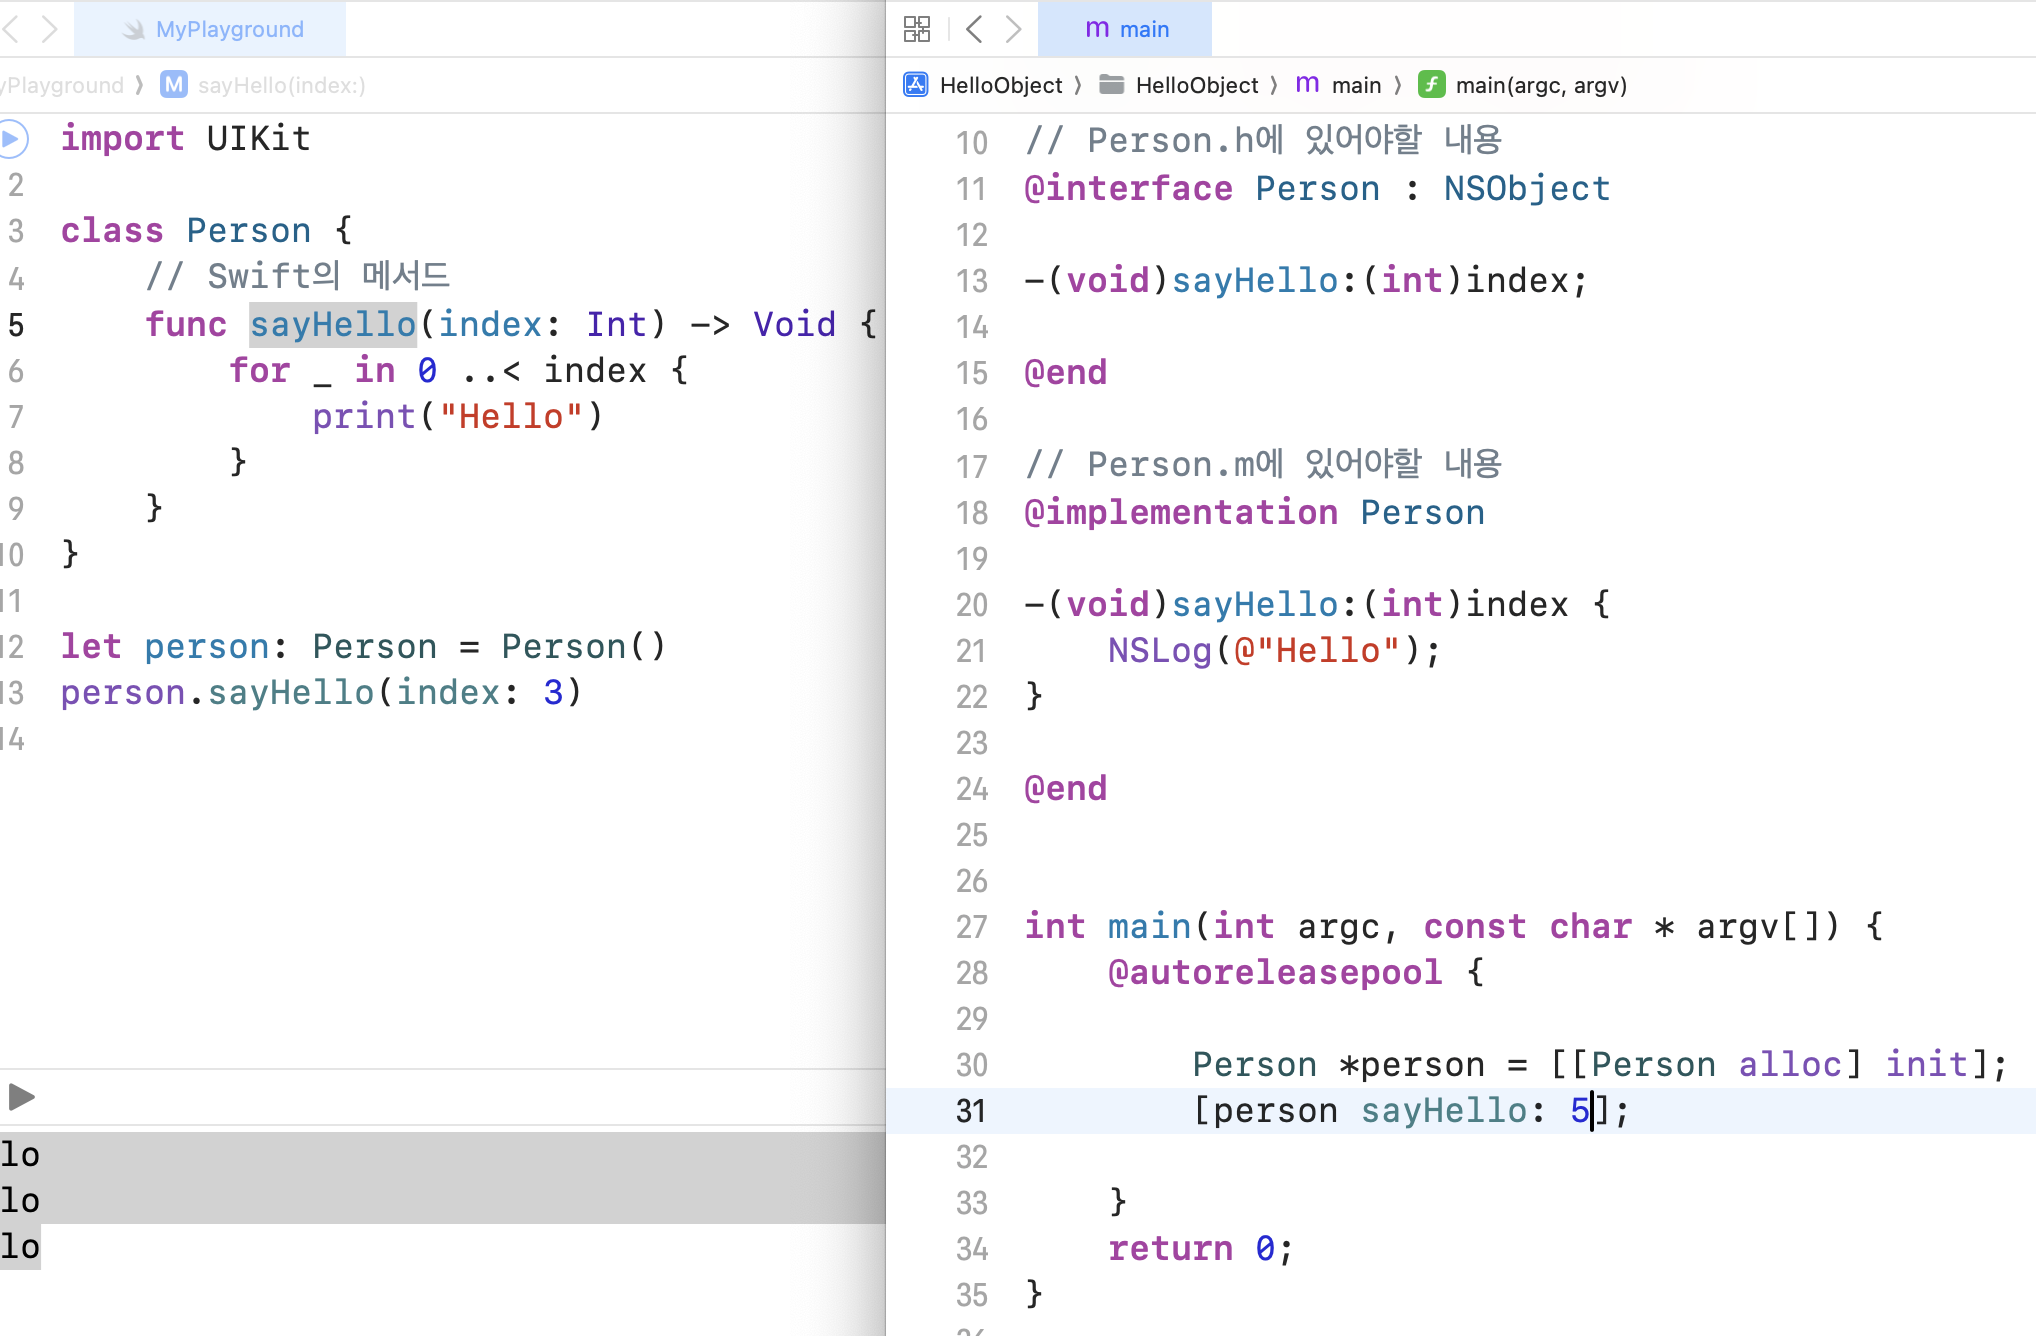 MyPlayground
yPlayground 〉 M sayHello(index:)
import UIKit
2
3 class Person {
4 // Swift의 메서드
5 func sayHello(index: Int) -> Void {
6 for _ in 0 ..< index {
7 print("Hello")
8 }
9 }
10 }
11
12 let person: Person = Person()
13 person.sayHello(index: 3)
14
lo
lo
lo
m main
HelloObject 〉 HelloObject 〉 m main 〉 f main(argc, argv)
10 // Person.h에 있어야할 내용
11 @interface Person : NSObject
12
13 -(void)sayHello:(int)index;
14
15 @end
16
17 // Person.m에 있어야할 내용
18 @implementation Person
19
20 -(void)sayHello:(int)index {
21 NSLog(@"Hello");
22 }
23
24 @end
25
26
27 int main(int argc, const char * argv[]) {
28 @autoreleasepool {
29
30 Person *person = [[Person alloc] init];
31 [person sayHello: 5];
32
33 }
34 return 0;
35 }